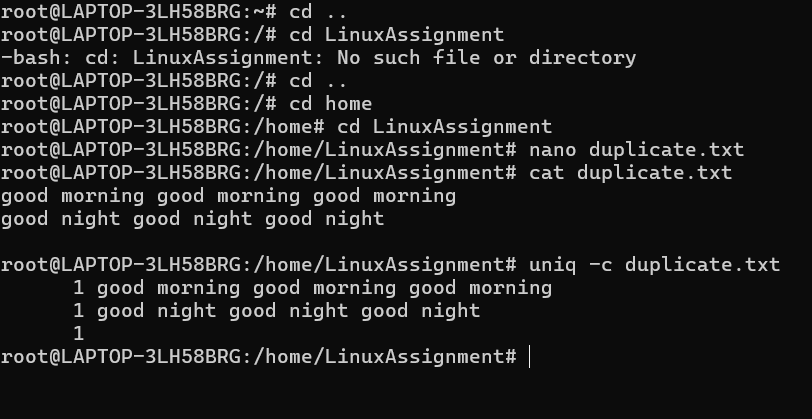 root@LAPTOP-3LH58BRG:~# cd ..
root@LAPTOP-3LH58BRG:/# cd LinuxAssignment
-bash: cd: LinuxAssignment: No such file or directory
root@LAPTOP-3LH58BRG:/# cd ..
root@LAPTOP-3LH58BRG:/# cd home
root@LAPTOP-3LH58BRG:/home# cd LinuxAssignment
root@LAPTOP-3LH58BRG:/home/LinuxAssignment# nano duplicate.txt
root@LAPTOP-3LH58BRG:/home/LinuxAssignment# cat duplicate.txt
good morning good morning good morning
good night good night good night

root@LAPTOP-3LH58BRG:/home/LinuxAssignment# uniq -c duplicate.txt
      1 good morning good morning good morning
      1 good night good night good night
      1
root@LAPTOP-3LH58BRG:/home/LinuxAssignment#